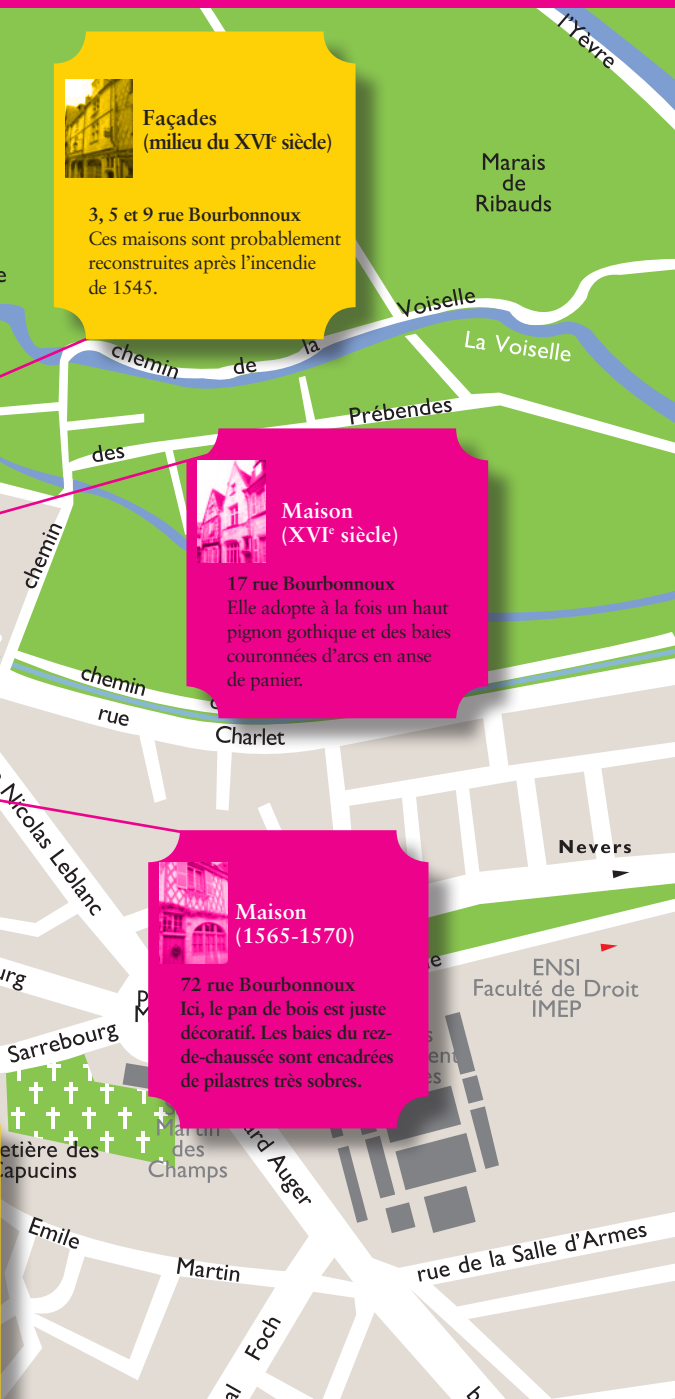 l'Yèvre
Façades
(milieu du XVIe siècle)
3, 5 et 9 rue Bourbonnoux
Ces maisons sont probablement
reconstruites après l'incendie
de 1545.
Marais
de
Ribauds
chemin de la Voiselle
La Voiselle
des Prébendes
Maison
(XVIe siècle)
17 rue Bourbonnoux
Elle adopte à la fois un haut
pignon gothique et des baies
couronnées d'arcs en anse
de panier.
chemin
chemin
rue Charlet
Nicolas Leblanc
Nevers
Maison
(1565-1570)
72 rue Bourbonnoux
Ici, le pan de bois est juste
décoratif. Les baies du rez-
de-chaussée sont encadrées
de pilastres très sobres.
ENSI
Faculté de Droit
IMEP
Sarrebourg
Martin
des
Champs
etière des
Capucins
Auger
Emile Martin
rue de la Salle d'Armes
Foch